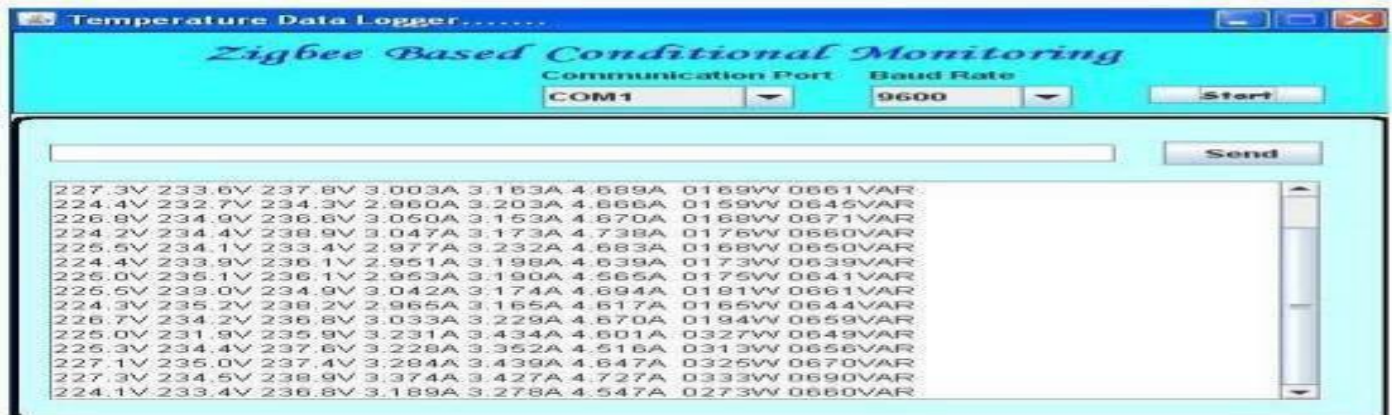 Temperature Data Logger.......
Zigbee Based Conditional Monitoring
Communication Port Baud Rate
COM1 9600 Start
Send
227.3V 233.6V 237.8V 3.003A 3.163A 4.689A 0169W 0661VAR
224.4V 232.7V 234.3V 2.960A 3.203A 4.666A 0159W 0645VAR
226.8V 234.9V 236.6V 3.050A 3.153A 4.670A 0168W 0671VAR
224.2V 234.4V 238.9V 3.047A 3.173A 4.738A 0176W 0660VAR
225.5V 234.1V 233.4V 2.977A 3.232A 4.683A 0168W 0650VAR
224.4V 233.9V 236.1V 2.951A 3.198A 4.639A 0173W 0639VAR
225.0V 235.1V 236.1V 2.953A 3.190A 4.565A 0175W 0641VAR
225.5V 233.0V 234.9V 3.042A 3.174A 4.694A 0181W 0661VAR
224.3V 235.2V 238.2V 2.965A 3.165A 4.617A 0165W 0644VAR
226.7V 234.2V 236.8V 3.033A 3.229A 4.670A 0194W 0659VAR
225.0V 231.9V 235.9V 3.231A 3.434A 4.601A 0327W 0649VAR
225.3V 234.4V 237.6V 3.228A 3.352A 4.516A 0313W 0656VAR
227.1V 235.0V 237.4V 3.284A 3.439A 4.647A 0325W 0670VAR
227.3V 234.5V 238.9V 3.374A 3.427A 4.727A 0333W 0690VAR
224.1V 233.4V 236.8V 3.189A 3.278A 4.547A 0273W 0660VAR